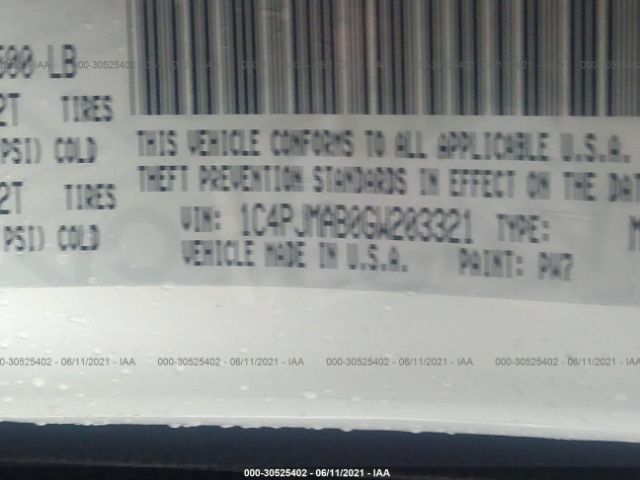 600 LB
2T TIRES
PSI) COLD
2T TIRES
PSI) COLD
THIS VEHICLE CONFORMS TO ALL APPLICABLE U.S.A.
THEFT PREVENTION STANDARDS IN EFFECT ON THE DAT
VIN: 1C4PJMAB0GW203321 TYPE: M
VEHICLE MADE IN U.S.A. PAINT: PW7
000-30525402 - 06/11/2021 - IAA
000-30525402 - 06/11/2021 - IAA 000-30525402 - 06/11/2021 - IAA 000-30525402 - 06/11/2021 - IAA 000-30525402 - 06/11/2021 - IAA
000-30525402 - 06/11/2021 - IAA